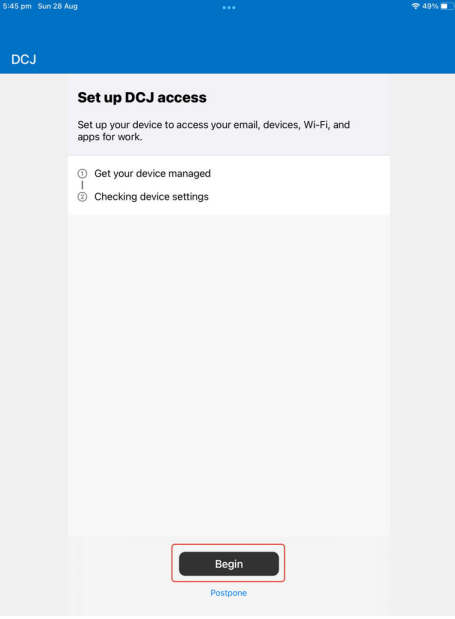 5:45 pm Sun 28 Aug
49%
DCJ
Set up DCJ access
Set up your device to access your email, devices, Wi-Fi, and
apps for work.
1 Get your device managed
2 Checking device settings
Begin
Postpone